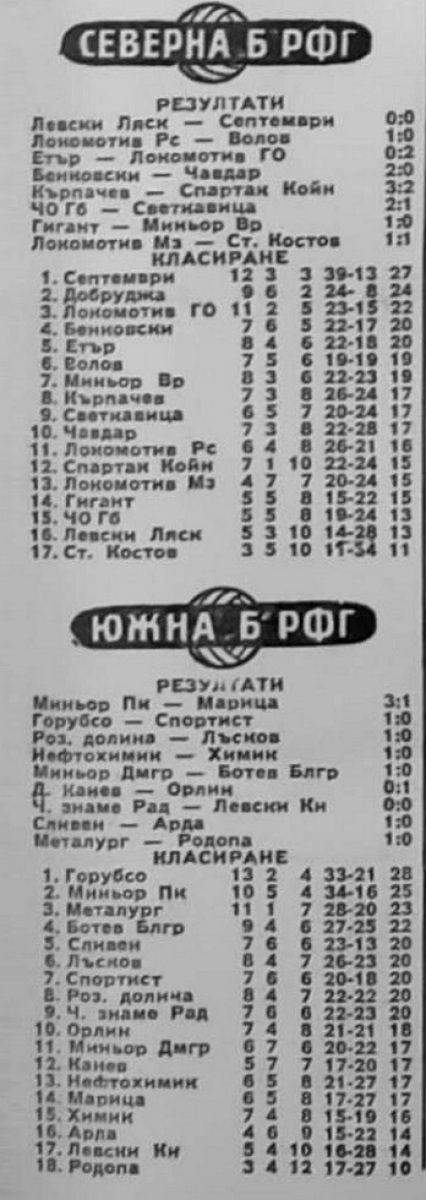 СЕВЕРНА Б РФГ
РЕЗУЛТАТИ
Левски Ляск — Септември 0:0
Локомотив Рс — Волов 1:0
Етър — Локомотив ГО 0:2
Бенковски — Чавдар 2:0
Кърпачев — Спартак Койн 3:2
ЧО Гб — Светкавица 2:1
Гигант — Миньор Вр 1:0
Локомотив Мз — Ст. Костов 1:1
КЛАСИРАНЕ
1. Септември 12 3 3 39-13 27
2. Добруджа 9 6 2 24- 8 24
3. Локомотив ГО 11 2 5 23-15 22
4. Бенковски 7 6 5 22-17 20
5. Етър 8 4 6 22-18 20
6. Волов 7 5 6 19-19 19
7. Миньор Вр 8 3 6 22-23 19
8. Кърпачев 7 3 8 26-24 17
9. Светкавица 6 5 7 20-24 17
10. Чавдар 7 3 8 22-28 17
11. Локомотив Рс 6 4 8 26-21 16
12. Спартак Койн 7 1 10 22-24 15
13. Локомотив Мз 4 7 7 20-24 15
14. Гигант 5 5 8 15-22 15
15. ЧО Гб 5 5 8 19-24 13
16. Левски Ляск 5 3 10 14-28 13
17. Ст. Костов 3 5 10 11-54 11
ЮЖНА Б РФГ
РЕЗУЛТАТИ
Миньор Пк — Марица 3:1
Горубсо — Спортист 1:0
Роз. долина — Лъсков 1:0
Нефтохимик — Химик 1:0
Миньор Дмгр — Ботев Блгр 1:0
Д. Канев — Орлин 0:1
Ч. знаме Рад — Левски Кн 0:0
Сливен — Арда 1:0
Металург — Родопа 1:0
КЛАСИРАНЕ
1. Горубсо 13 2 4 33-21 28
2. Миньор Пк 10 5 4 34-16 25
3. Металург 11 1 7 28-20 23
4. Ботев Блгр 9 4 6 27-25 22
5. Сливен 7 6 6 23-13 20
6. Лъсков 8 4 7 26-23 20
7. Спортист 7 6 6 20-18 20
8. Роз. долича 8 4 7 22-22 20
9. Ч. знаме Рад 7 6 6 22-23 20
10. Орлин 7 4 8 21-21 18
11. Миньор Дмгр 6 7 6 20-22 17
12. Канев 5 7 7 17-20 17
13. Нефтохимик 6 5 8 21-27 17
14. Марица 6 5 8 17-27 17
15. Химик 7 4 8 15-19 16
16. Арда 4 6 9 15-22 14
17. Левски Кн 5 4 10 16-28 14
18. Родопа 3 4 12 17-27 10